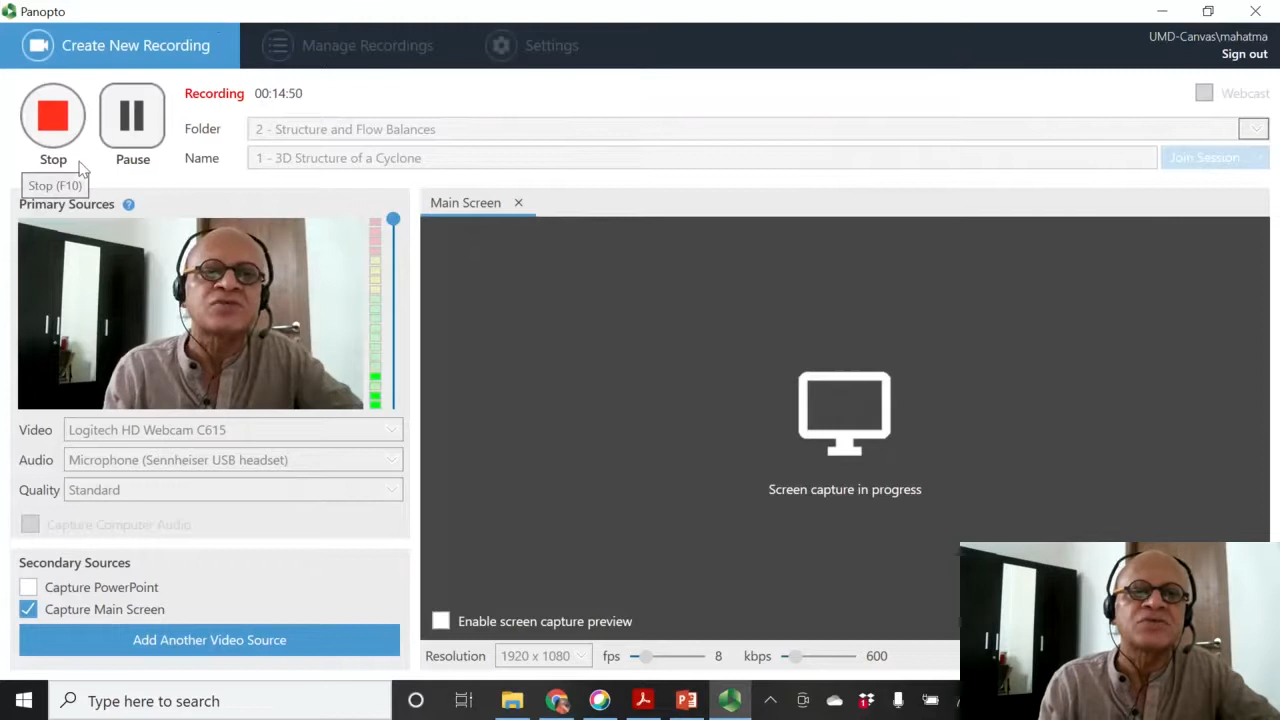 Panopto
Create New Recording
Manage Recordings
Settings
UMD-Canvas\mahatma
Sign out
Recording 00:14:50
Webcast
Folder 2 - Structure and Flow Balances
Stop Pause
Name 1 - 3D Structure of a Cyclone
Join Session
Stop (F10)
Primary Sources ?
Main Screen
Video Logitech HD Webcam C615
Audio Microphone (Sennheiser USB headset)
Quality Standard
Capture Computer Audio
Screen capture in progress
Secondary Sources
Capture PowerPoint
Capture Main Screen
Add Another Video Source
Enable screen capture preview
Resolution 1920 x 1080 fps 8 kbps 600
Type here to search